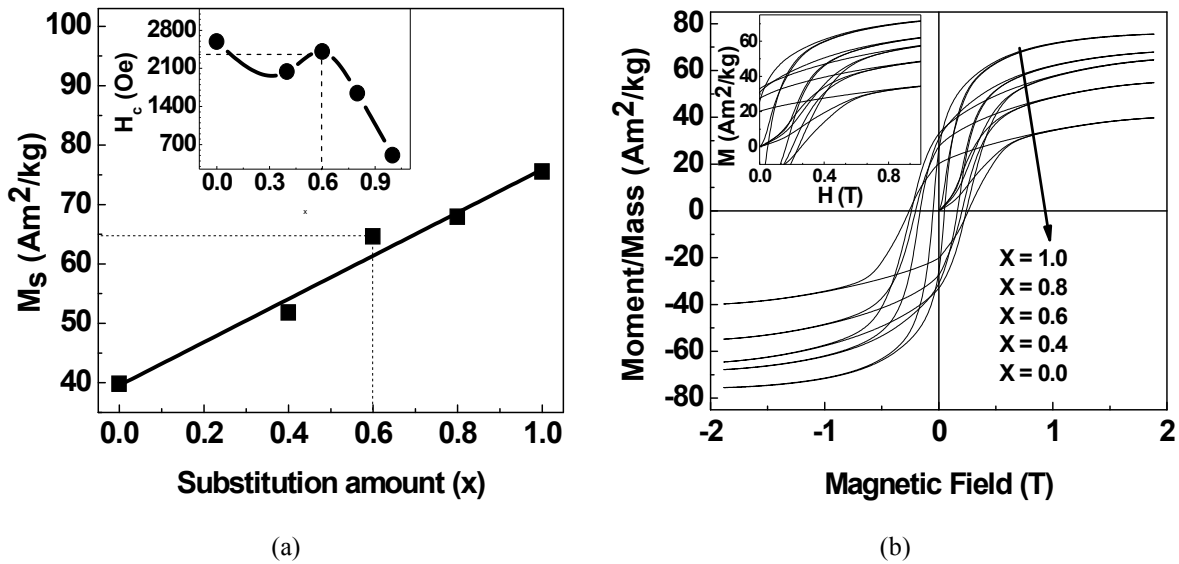 100
90
80
70
60
50
40
M_S (Am²/kg)
0.0 0.2 0.4 0.6 0.8 1.0
Substitution amount (x)
2800
2100
1400
700
H_c (Oe)
0.0 0.3 0.6 0.9
x
(a)
80
60
40
20
0
-20
-40
-60
-80
Moment/Mass (Am²/kg)
-2 -1 0 1 2
Magnetic Field (T)
60
40
20
0
M (Am²/kg)
0.0 0.4 0.8
H (T)
X = 1.0
X = 0.8
X = 0.6
X = 0.4
X = 0.0
(b)